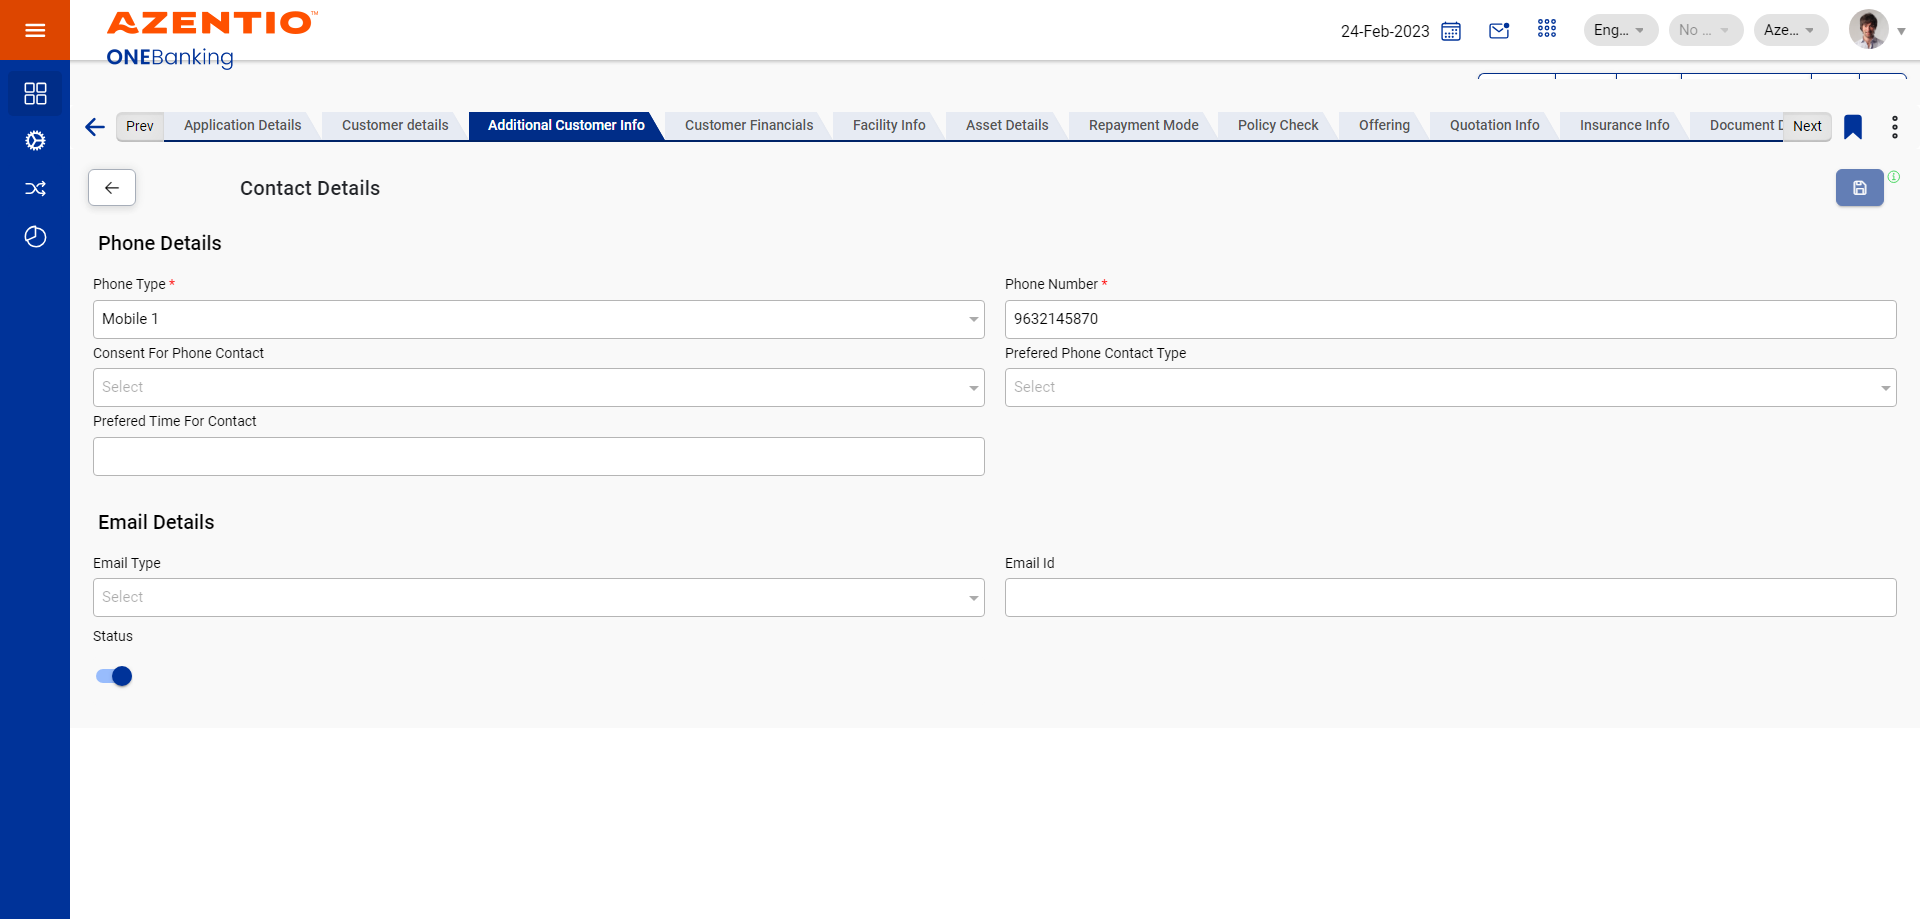 AZENTIO™
ONEBanking
24-Feb-2023
Eng...
No ...
Aze...
Prev
Application Details
Customer details
Additional Customer Info
Customer Financials
Facility Info
Asset Details
Repayment Mode
Policy Check
Offering
Quotation Info
Insurance Info
Document D
Next
Contact Details
Phone Details
Phone Type *
Phone Number *
Mobile 1
9632145870
Consent For Phone Contact
Prefered Phone Contact Type
Select
Select
Prefered Time For Contact
Email Details
Email Type
Email Id
Select
Status